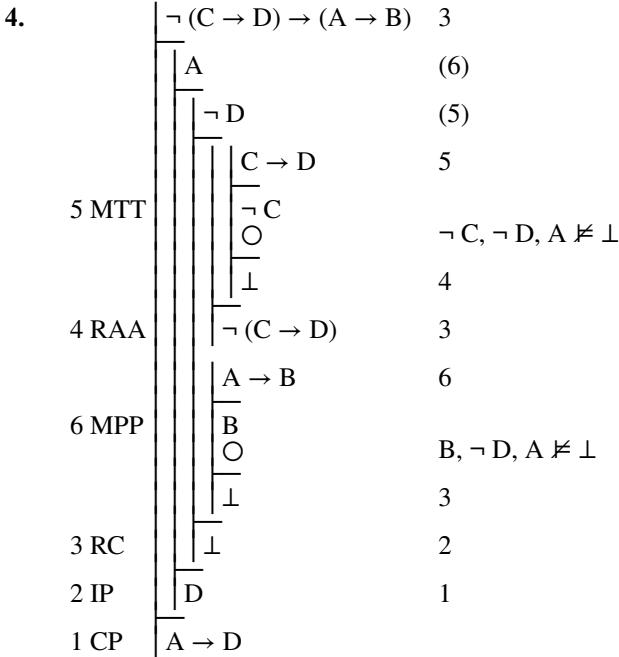 4. ¬ (C → D) → (A → B) 3
A (6)
¬ D (5)
C → D 5
5 MTT ¬ C
○ ¬ C, ¬ D, A ⊭ ⊥
⊥ 4
4 RAA ¬ (C → D) 3
A → B 6
6 MPP B
○ B, ¬ D, A ⊭ ⊥
⊥ 3
3 RC ⊥ 2
2 IP D 1
1 CP A → D